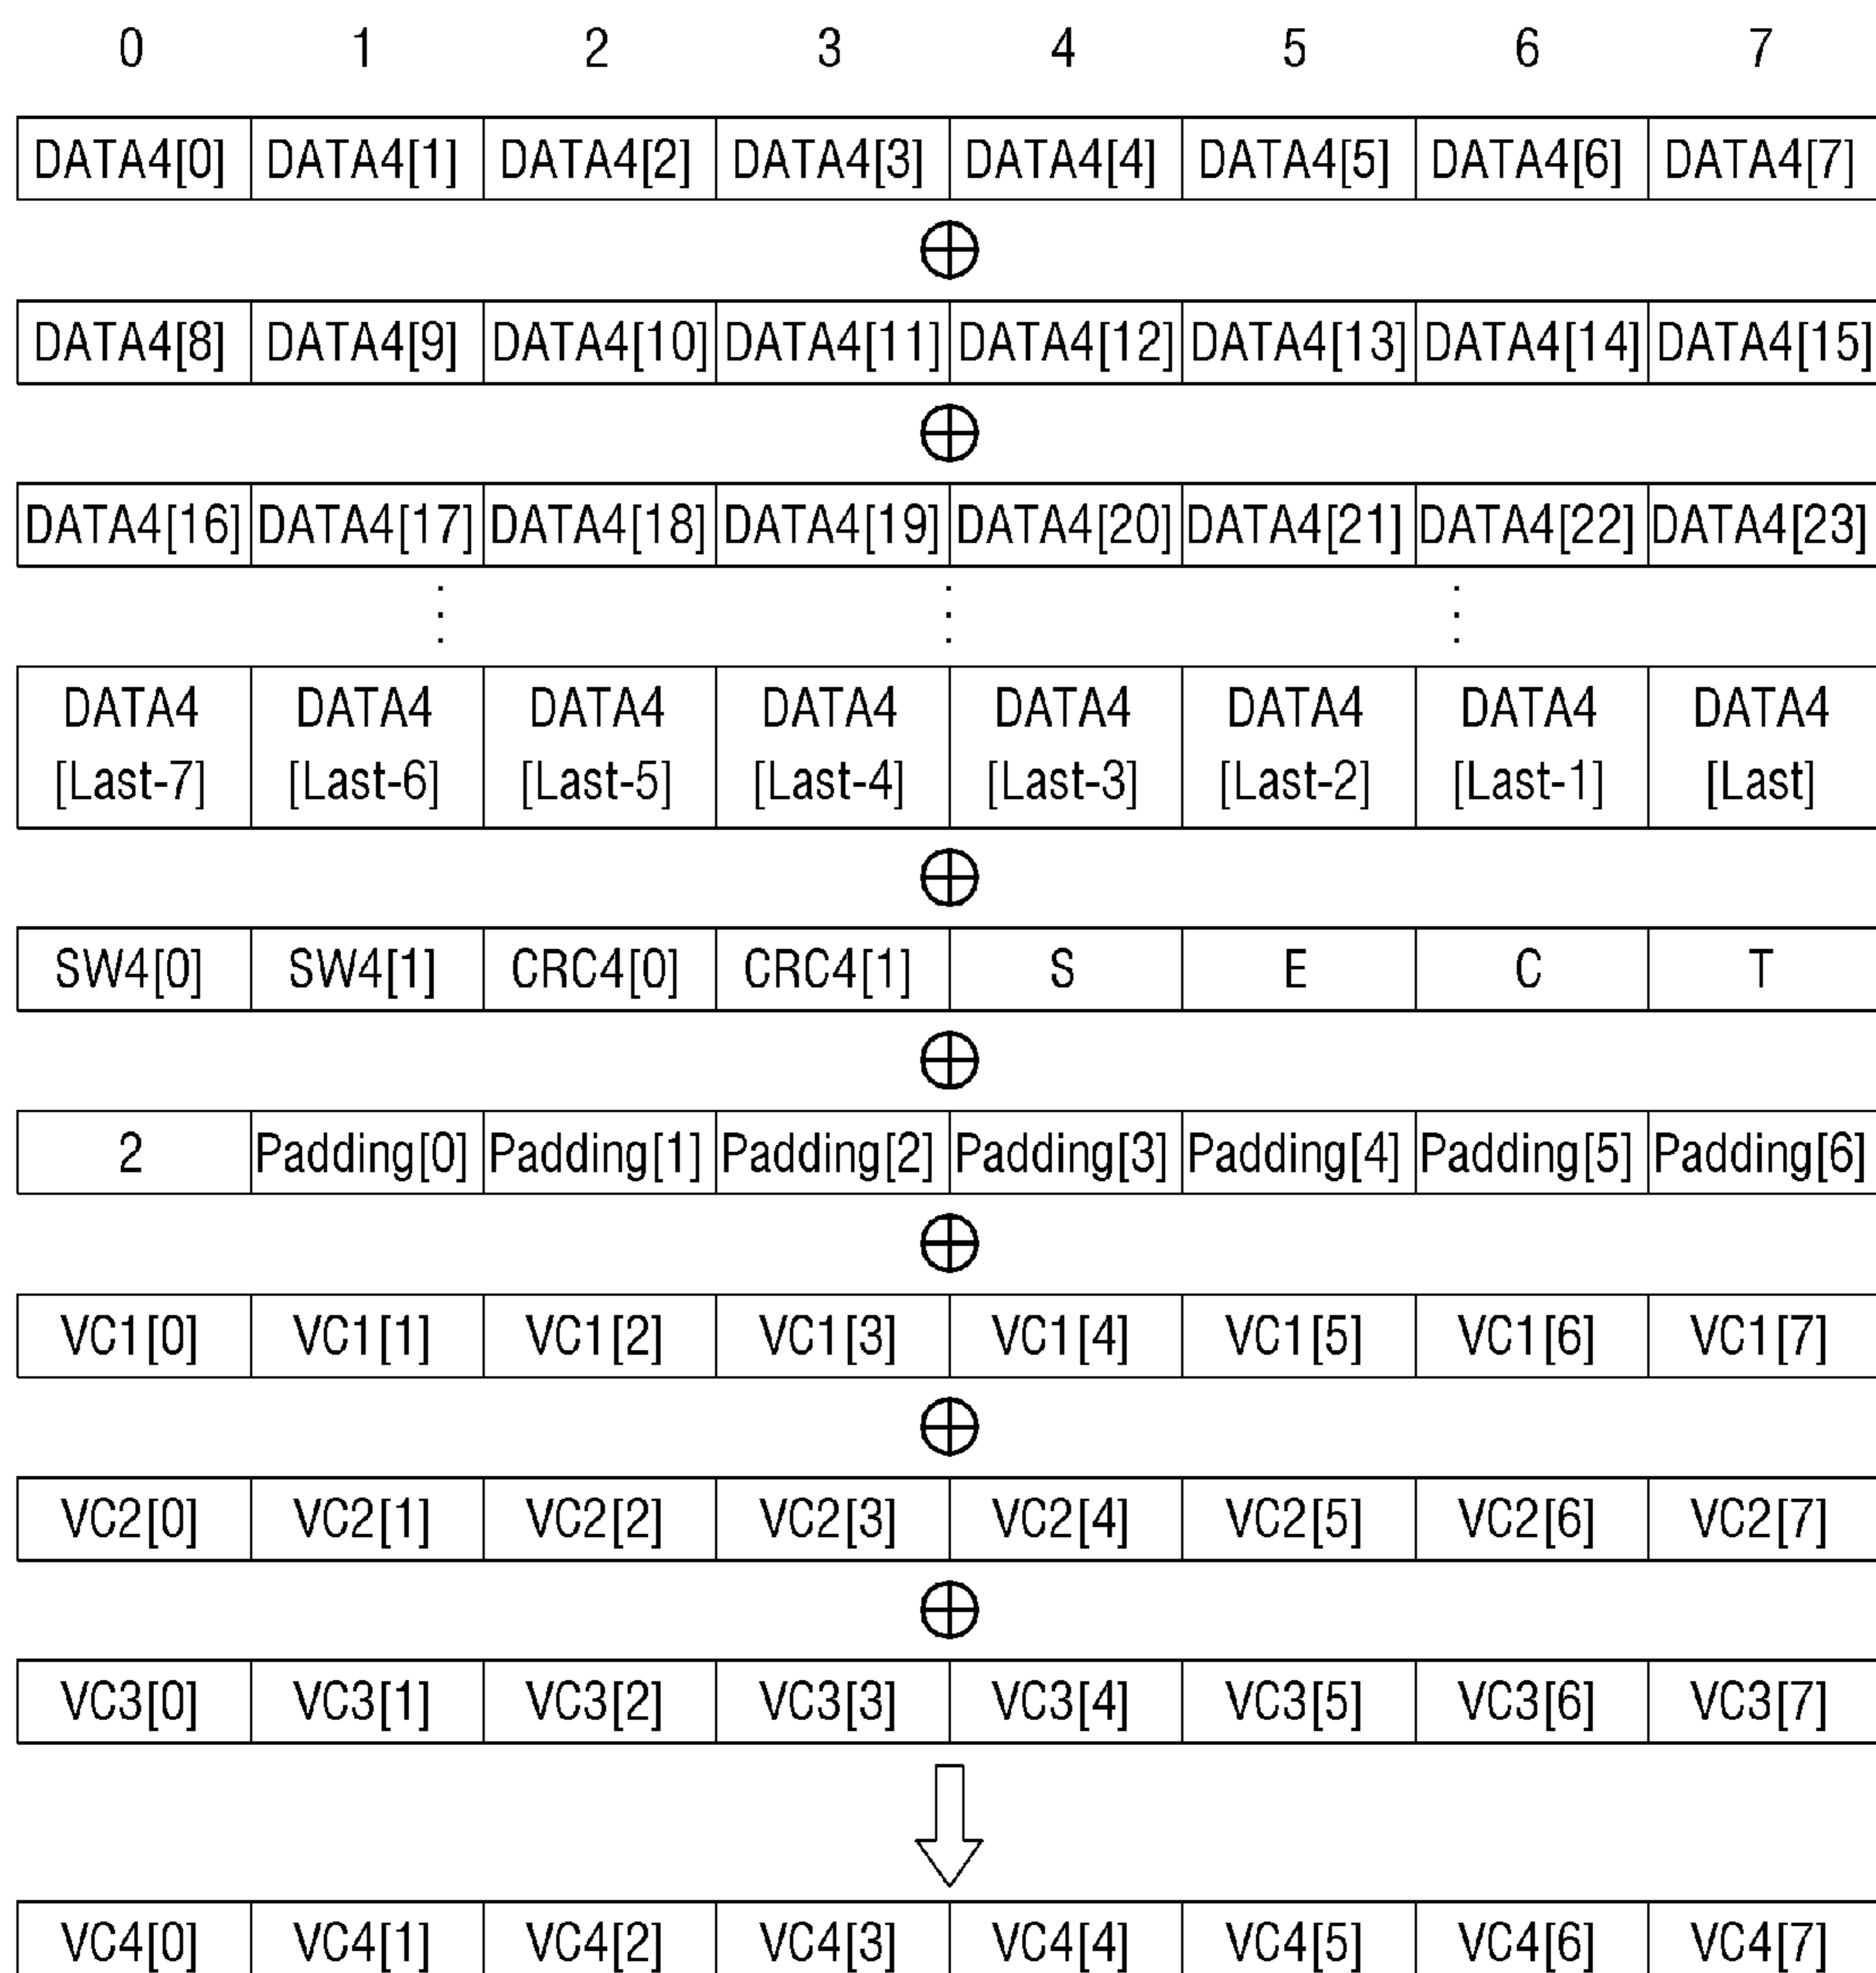 0 1 2 3 4 5 6 7
DATA4[0] DATA4[1] DATA4[2] DATA4[3] DATA4[4] DATA4[5] DATA4[6] DATA4[7]
DATA4[8] DATA4[9] DATA4[10] DATA4[11] DATA4[12] DATA4[13] DATA4[14] DATA4[15]
DATA4[16] DATA4[17] DATA4[18] DATA4[19] DATA4[20] DATA4[21] DATA4[22] DATA4[23]
DATA4 DATA4 DATA4 DATA4 DATA4 DATA4 DATA4 DATA4
[Last-7] [Last-6] [Last-5] [Last-4] [Last-3] [Last-2] [Last-1] [Last]
SW4[0] SW4[1] CRC4[0] CRC4[1] S E C T
2 Padding[0] Padding[1] Padding[2] Padding[3] Padding[4] Padding[5] Padding[6]
VC1[0] VC1[1] VC1[2] VC1[3] VC1[4] VC1[5] VC1[6] VC1[7]
VC2[0] VC2[1] VC2[2] VC2[3] VC2[4] VC2[5] VC2[6] VC2[7]
VC3[0] VC3[1] VC3[2] VC3[3] VC3[4] VC3[5] VC3[6] VC3[7]
VC4[0] VC4[1] VC4[2] VC4[3] VC4[4] VC4[5] VC4[6] VC4[7]